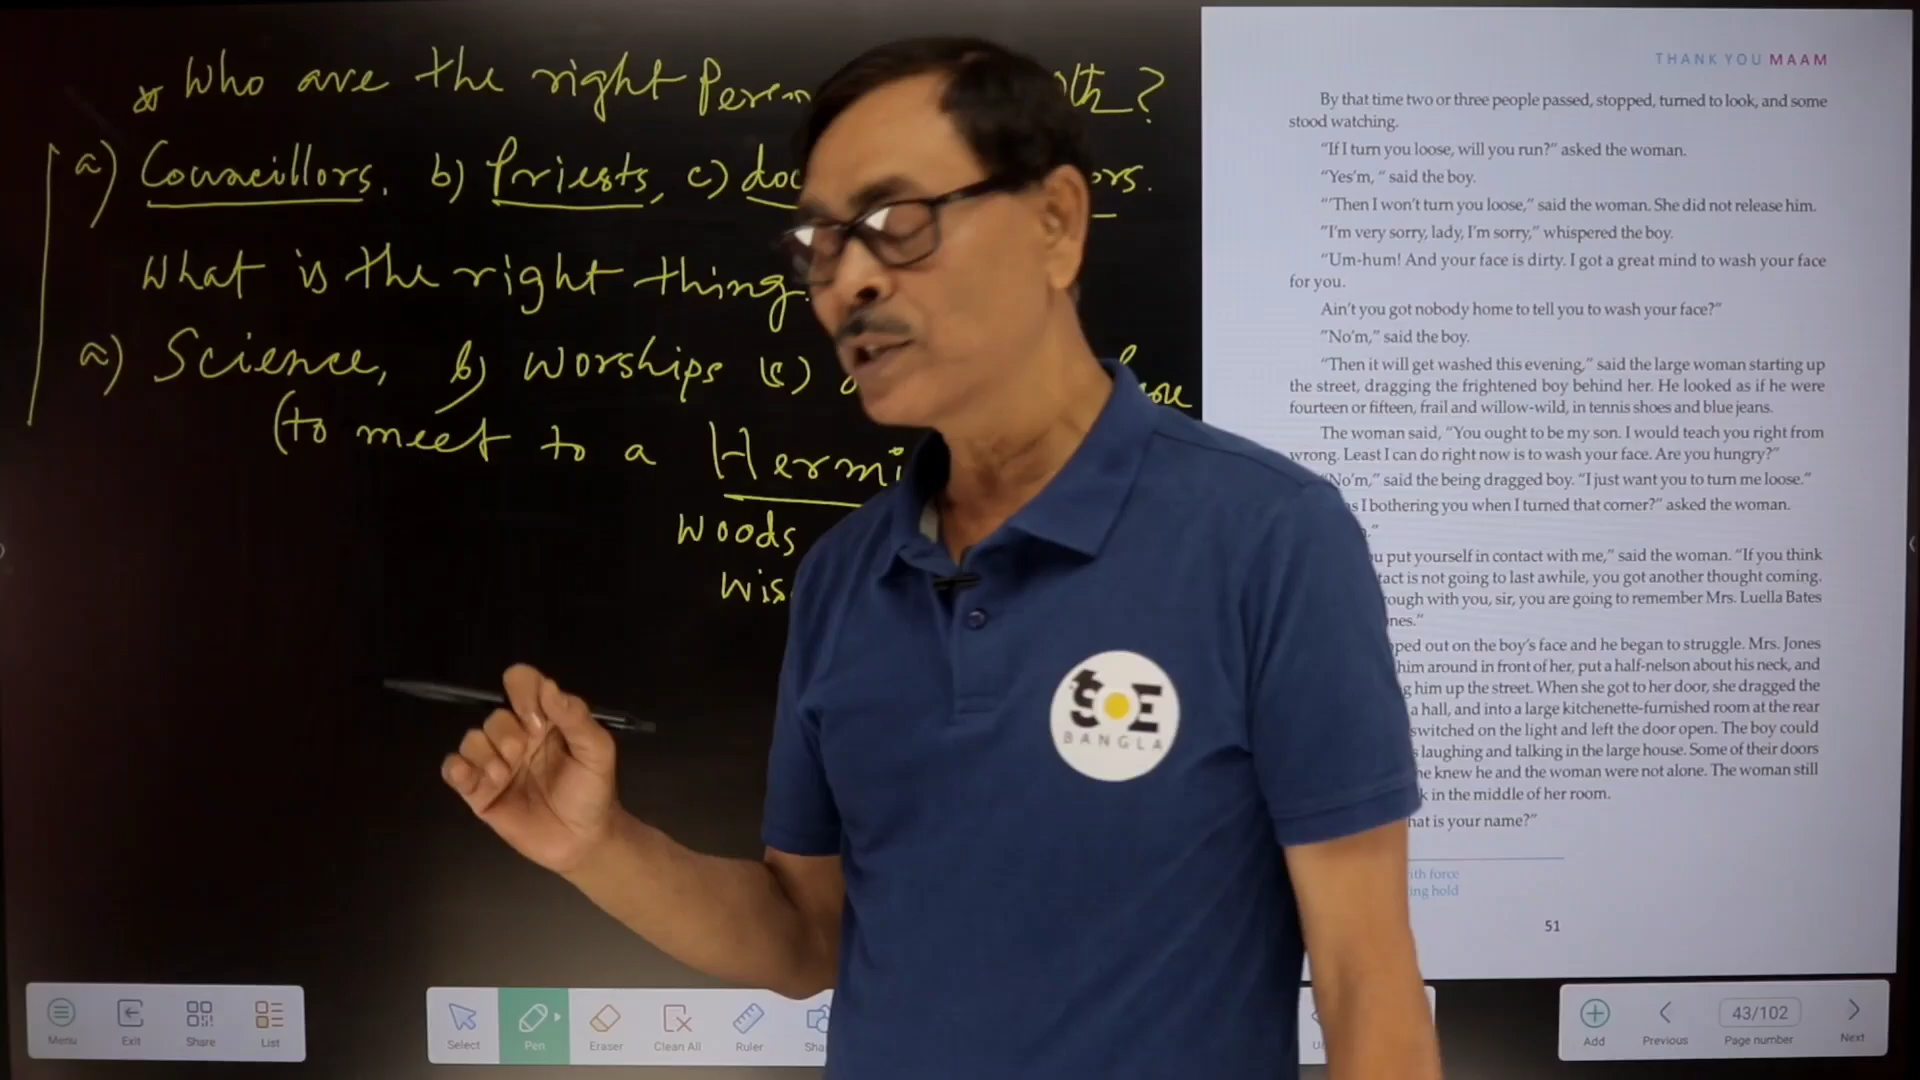 Who are the right Person ?
a) Councillors, b) Priests, c) doc ors.
What is the right thing
a) Science, b) Worships (c)
(to meet to a Hermi
Woods
Wis
THANK YOU MAAM
By that time two or three people passed, stopped, turned to look, and some
stood watching.
“If I turn you loose, will you run?” asked the woman.
“Yes’m, “ said the boy.
“’Then I won’t turn you loose,” said the woman. She did not release him.
“I’m very sorry, lady, I’m sorry,” whispered the boy.
“Um-hum! And your face is dirty. I got a great mind to wash your face
for you.
Ain’t you got nobody home to tell you to wash your face?”
“No’m,” said the boy.
“Then it will get washed this evening,” said the large woman starting up
the street, dragging the frightened boy behind her. He looked as if he were
fourteen or fifteen, frail and willow-wild, in tennis shoes and blue jeans.
The woman said, “You ought to be my son. I would teach you right from
wrong. Least I can do right now is to wash your face. Are you hungry?”
“No’m,” said the being dragged boy. “I just want you to turn me loose.”
s I bothering you when I turned that corner?” asked the woman.
u put yourself in contact with me,” said the woman. “If you think
tact is not going to last awhile, you got another thought coming.
ough with you, sir, you are going to remember Mrs. Luella Bates
nes.”
ped out on the boy’s face and he began to struggle. Mrs. Jones
him around in front of her, put a half-nelson about his neck, and
g him up the street. When she got to her door, she dragged the
a hall, and into a large kitchenette-furnished room at the rear
switched on the light and left the door open. The boy could
s laughing and talking in the large house. Some of their doors
he knew he and the woman were not alone. The woman still
k in the middle of her room.
hat is your name?”
ith force
ing hold
51
SOE
BANGLA
Menu Exit Share List
Select Pen Eraser Clean All Ruler Sha
Add Previous 43/102 Page number Next